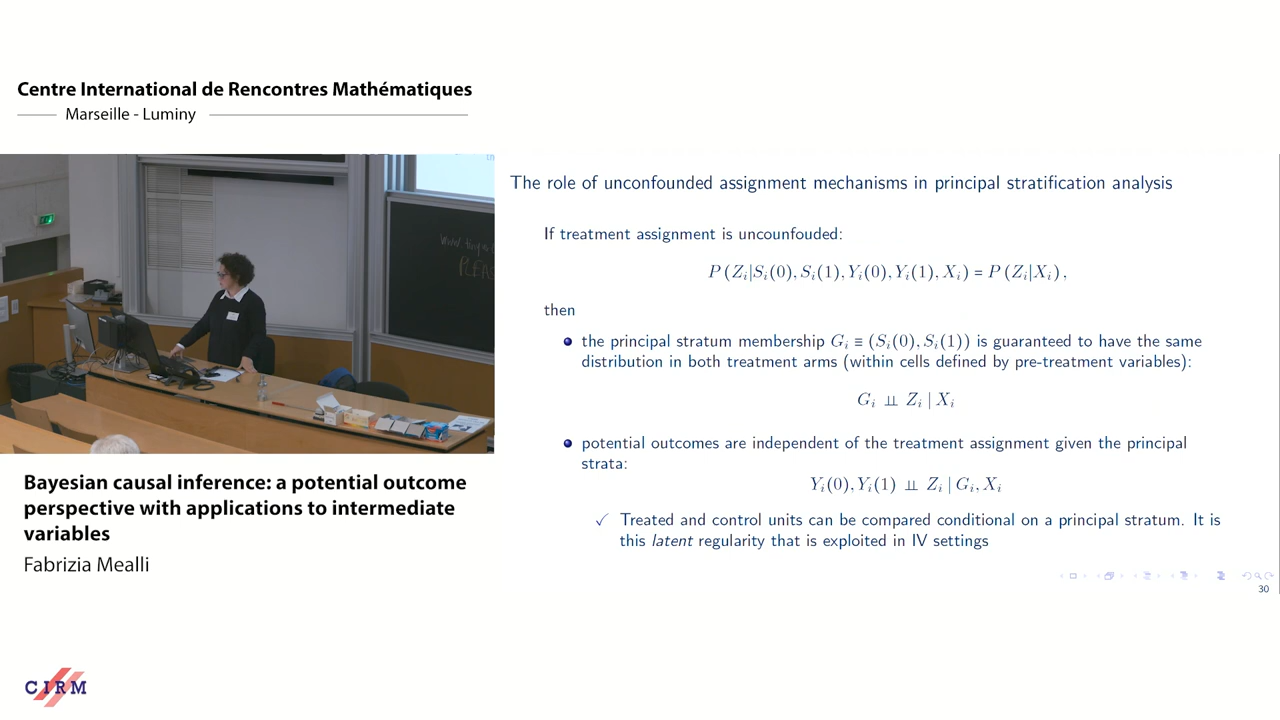 Centre International de Rencontres Mathématiques
Marseille - Luminy
www.
PLEA
Bayesian causal inference: a potential outcome
perspective with applications to intermediate
variables
Fabrizia Mealli
CIRM
The role of unconfounded assignment mechanisms in principal stratification analysis
If treatment assignment is uncounfouded:
P(Z_i|S_i(0), S_i(1), Y_i(0), Y_i(1), X_i) = P(Z_i|X_i),
then
the principal stratum membership G_i ≡ (S_i(0), S_i(1)) is guaranteed to have the same
distribution in both treatment arms (within cells defined by pre-treatment variables):
G_i ⫫ Z_i | X_i
potential outcomes are independent of the treatment assignment given the principal
strata:
Y_i(0), Y_i(1) ⫫ Z_i | G_i, X_i
✓ Treated and control units can be compared conditional on a principal stratum. It is
this latent regularity that is exploited in IV settings
30